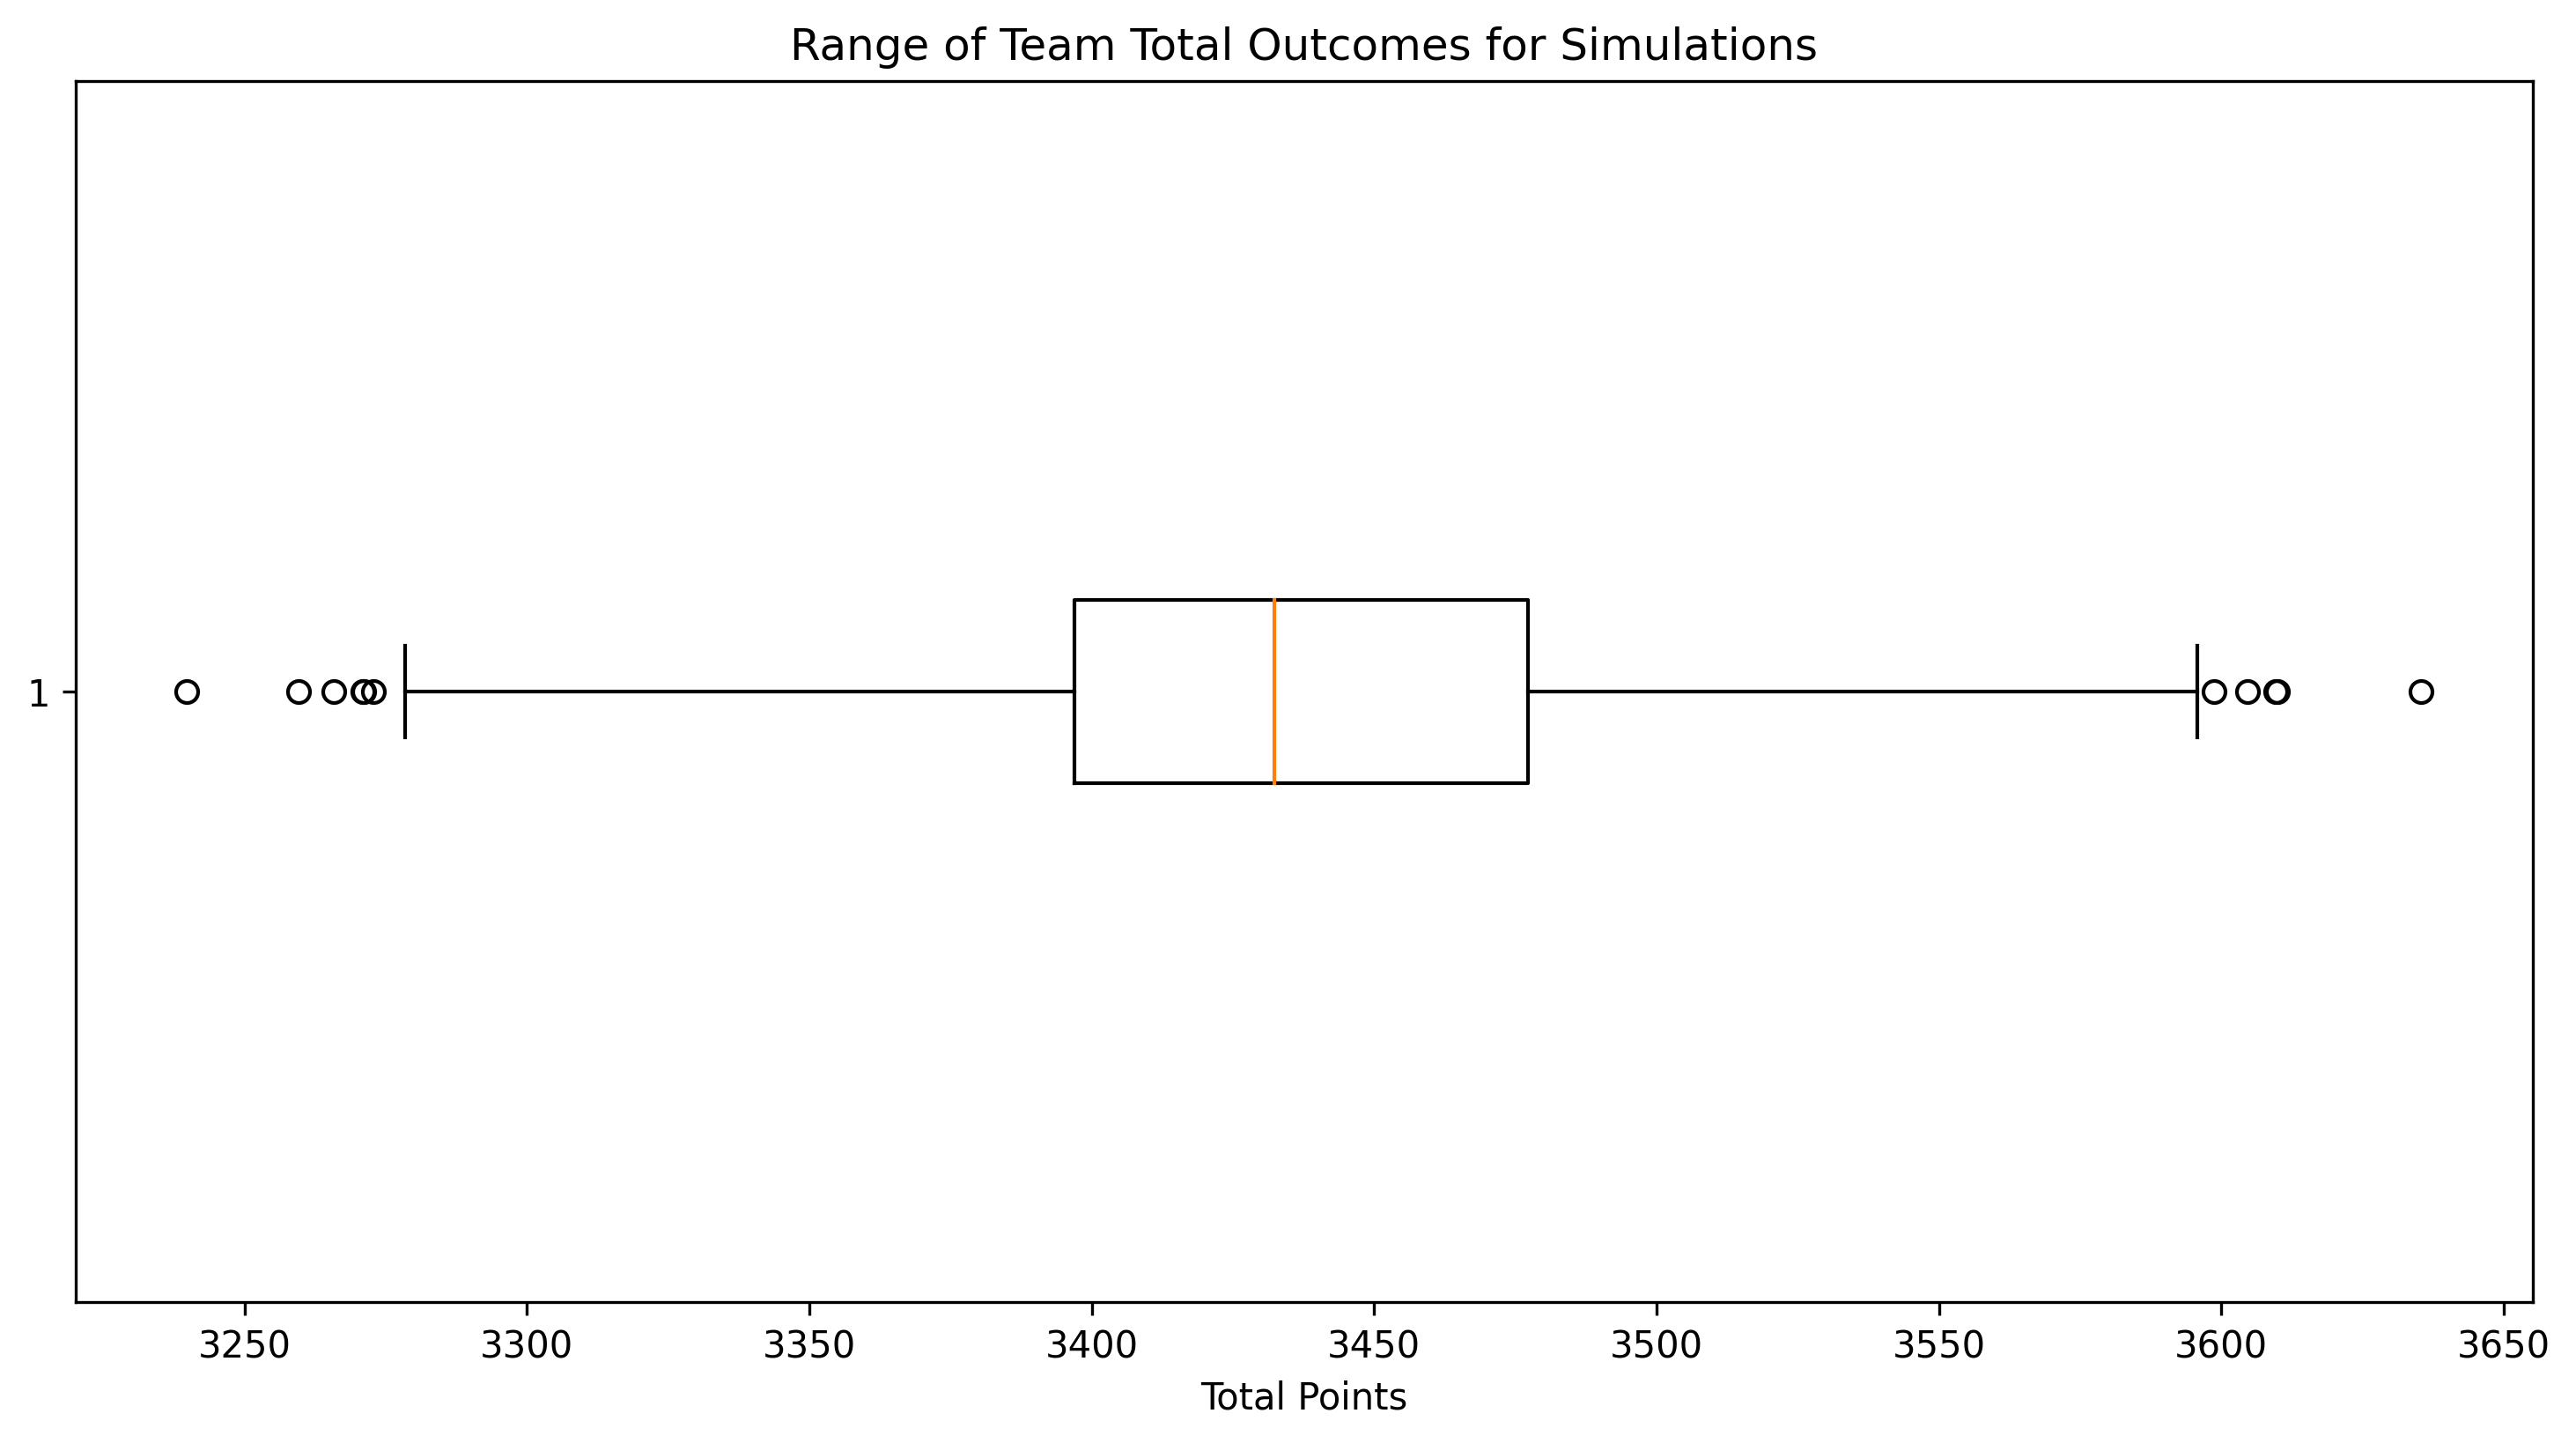 Range of Team Total Outcomes for Simulations
1
3250 3300 3350 3400 3450 3500 3550 3600 3650
Total Points